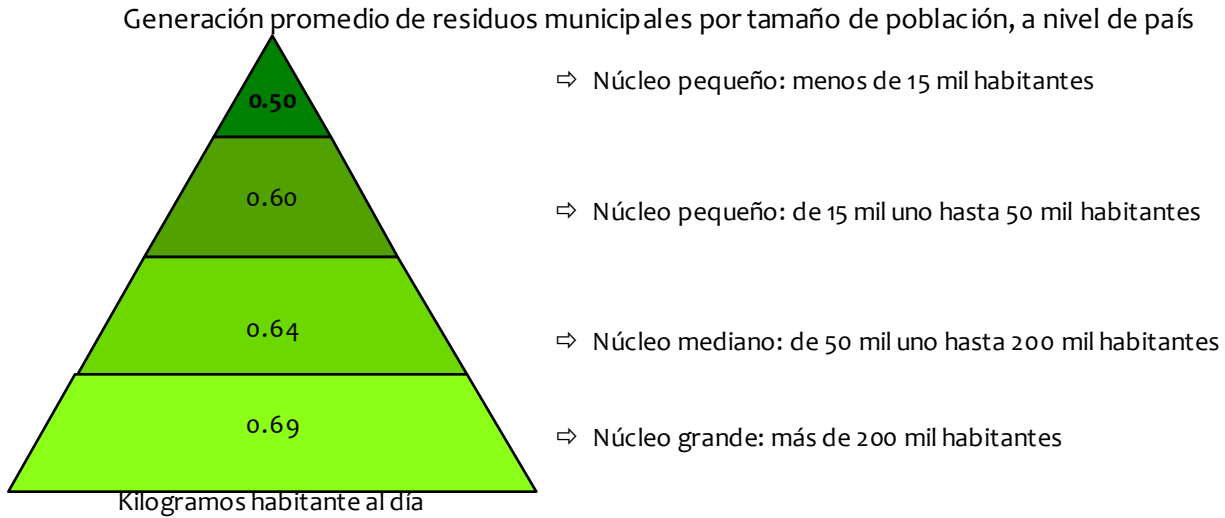 Generación promedio de residuos municipales por tamaño de población, a nivel de país
0.50
⇨ Núcleo pequeño: menos de 15 mil habitantes
0.60
⇨ Núcleo pequeño: de 15 mil uno hasta 50 mil habitantes
0.64
⇨ Núcleo mediano: de 50 mil uno hasta 200 mil habitantes
0.69
⇨ Núcleo grande: más de 200 mil habitantes
Kilogramos habitante al día